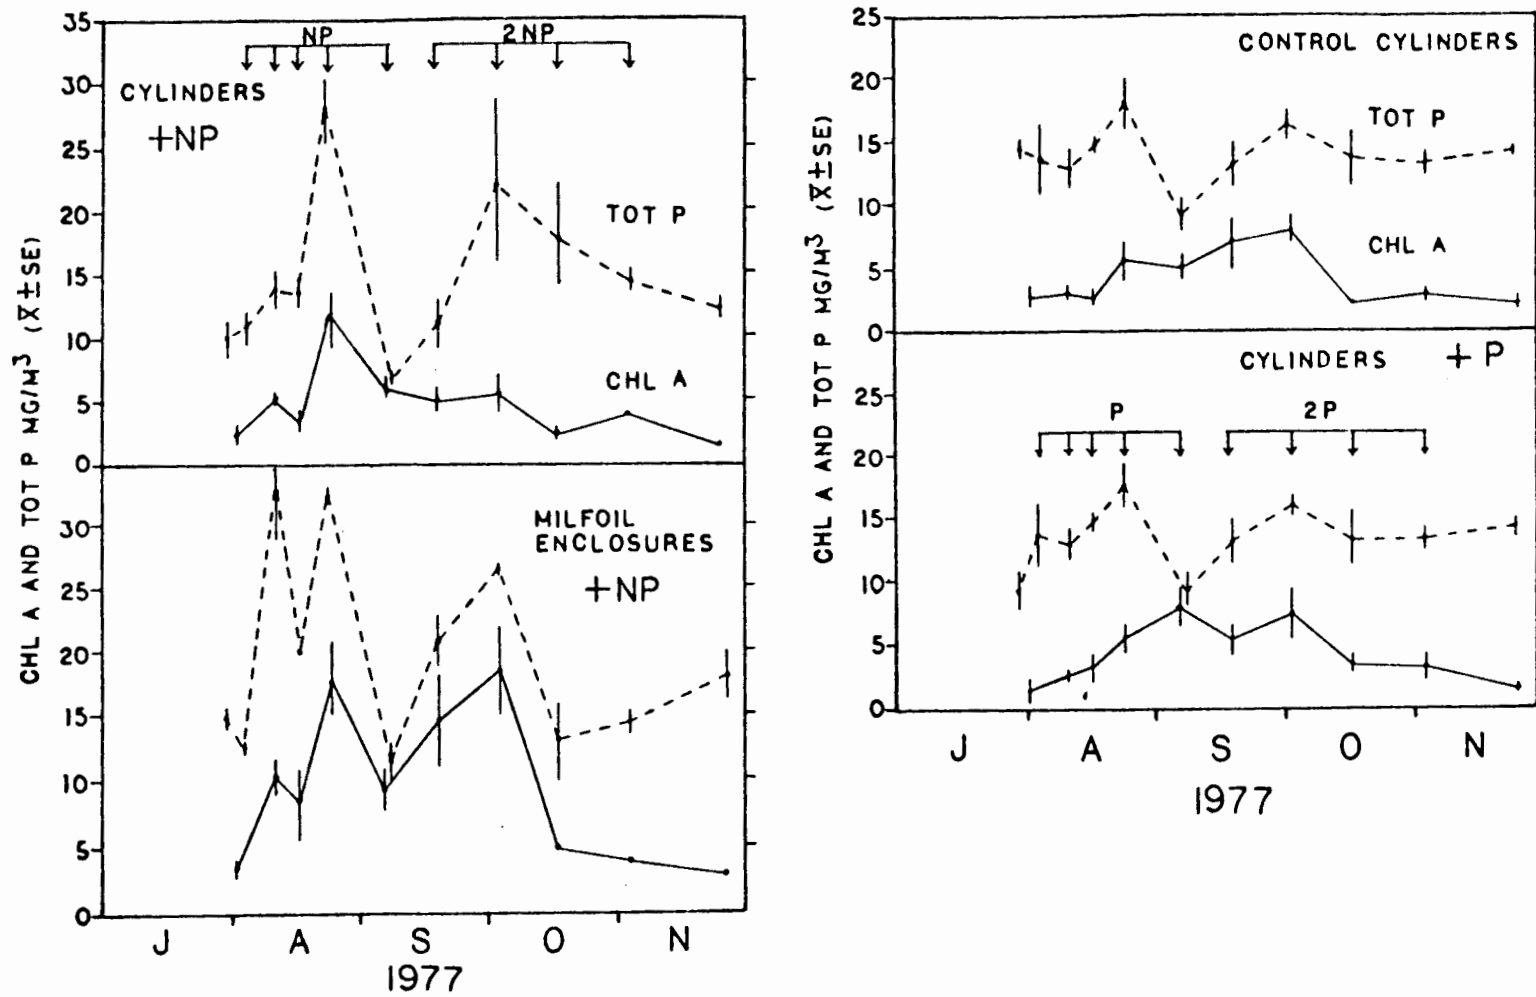 CHL A AND TOT P MG/M³ (X̄±SE)
35
30
25
20
15
10
5
0
NP
2NP
CYLINDERS
+NP
TOT P
CHL A
30
25
20
15
10
5
0
MILFOIL
ENCLOSURES
+NP
J A S O N
1977
CHL A AND TOT P MG/M³ (X̄±SE)
25
20
15
10
5
0
CONTROL CYLINDERS
TOT P
CHL A
25
20
15
10
5
0
CYLINDERS + P
P
2P
J A S O N
1977